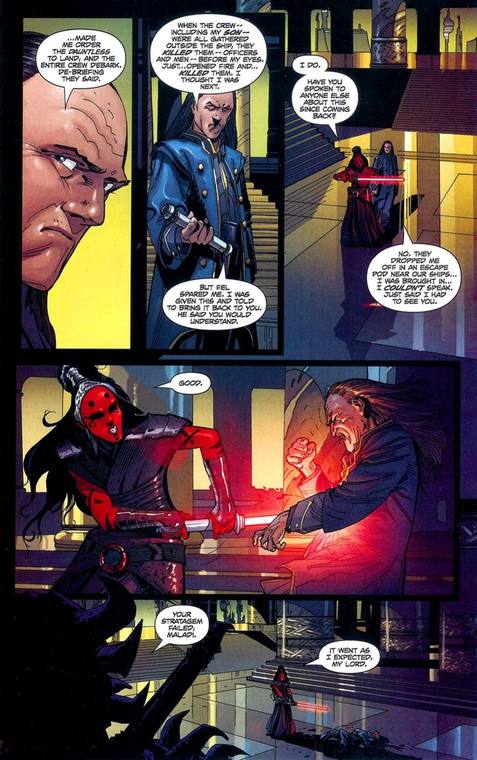 ...MADE
ME ORDER
THE DAUNTLESS
TO LAND, AND THE
ENTIRE CREW DEBARK.
DE-BRIEFING
THEY SAID.
WHEN THE CREW--
INCLUDING MY SON--
WERE ALL GATHERED
OUTSIDE THE SHIP, THEY
KILLED THEM -- OFFICERS
AND MEN -- BEFORE MY EYES.
JUST...OPENED FIRE AND...
KILLED THEM. I
THOUGHT I WAS
NEXT.
BUT FEL
SPARED ME. I WAS
GIVEN THIS AND TOLD
TO BRING IT BACK TO YOU.
HE SAID YOU WOULD
UNDERSTAND.
I DO.
HAVE YOU
SPOKEN TO
ANYONE ELSE
ABOUT THIS
SINCE COMING
BACK?
NO. THEY
DROPPED ME
OFF IN AN ESCAPE
POD NEAR OUR SHIPS...
I WAS BROUGHT IN...
I COULDN'T SPEAK.
JUST SAID I HAD
TO SEE YOU.
GOOD.
YOUR
STRATAGEM
FAILED,
MALADI.
IT WENT AS
I EXPECTED,
MY LORD.